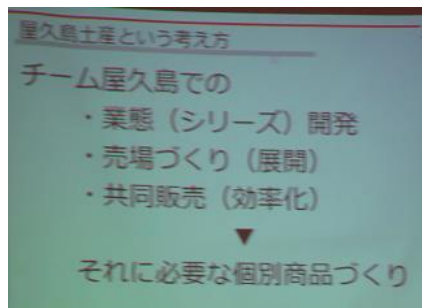 屋久島土産という考え方
チーム屋久島での
・業態（シリーズ）開発
・売場づくり（展開）
・共同販売（効率化）
▼
それに必要な個別商品づくり